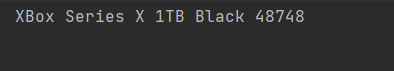 XBox Series X 1TB Black 48748